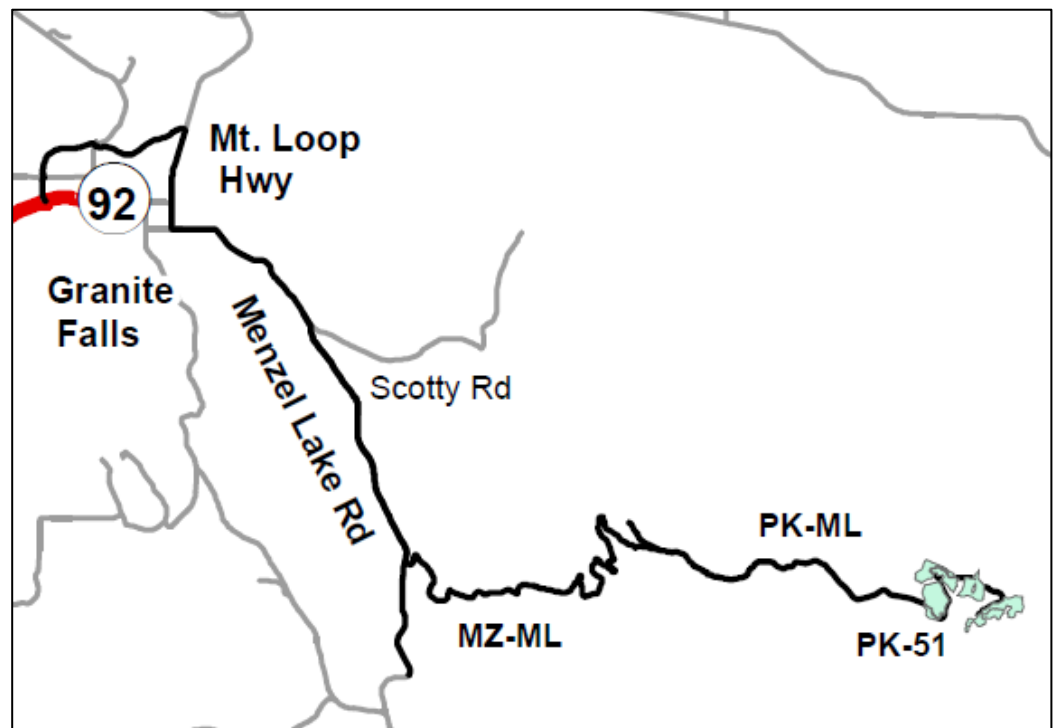 Mt. Loop
Hwy
92
Granite
Falls
Menzel Lake Rd
Scotty Rd
PK-ML
MZ-ML
PK-51